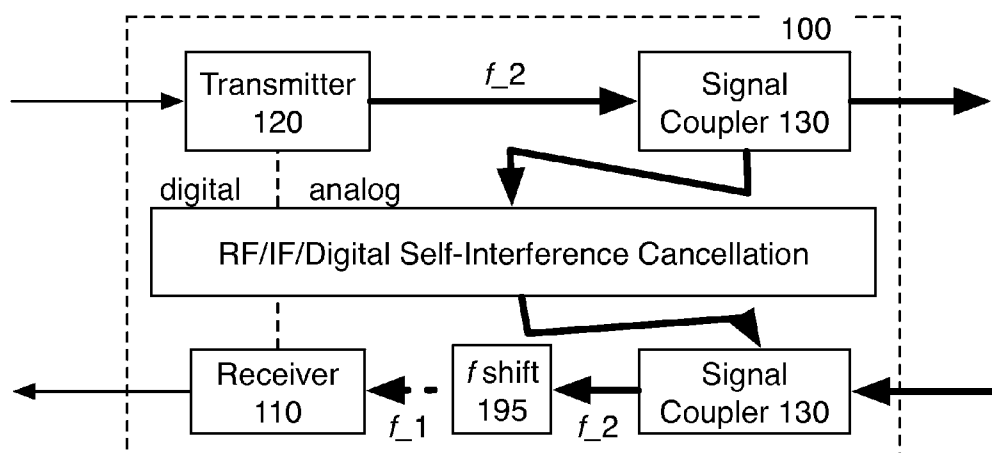 100
Transmitter
120
f_2
Signal
Coupler 130
digital
analog
RF/IF/Digital Self-Interference Cancellation
Receiver
110
f_1
f shift
195
f_2
Signal
Coupler 130